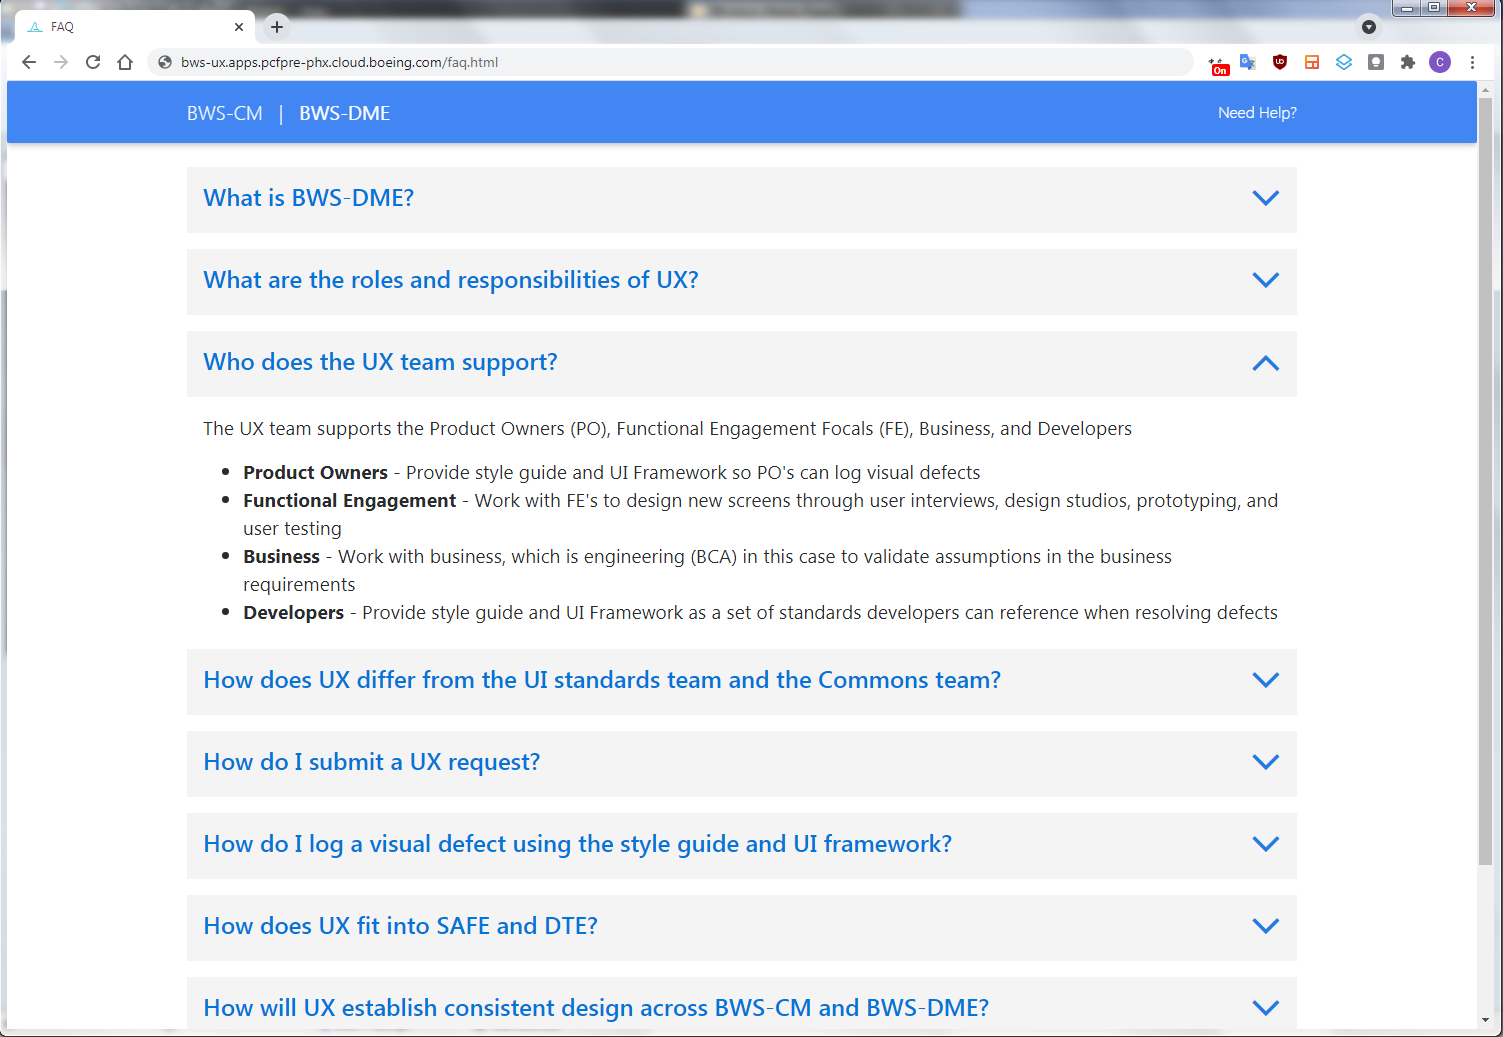 FAQ
bws-ux.apps.pcfpre-phx.cloud.boeing.com/faq.html
On
UD
C
BWS-CM | BWS-DME
Need Help?
What is BWS-DME?
What are the roles and responsibilities of UX?
Who does the UX team support?
The UX team supports the Product Owners (PO), Functional Engagement Focals (FE), Business, and Developers
• Product Owners - Provide style guide and UI Framework so PO's can log visual defects
• Functional Engagement - Work with FE's to design new screens through user interviews, design studios, prototyping, and
user testing
• Business - Work with business, which is engineering (BCA) in this case to validate assumptions in the business
requirements
• Developers - Provide style guide and UI Framework as a set of standards developers can reference when resolving defects
How does UX differ from the UI standards team and the Commons team?
How do I submit a UX request?
How do I log a visual defect using the style guide and UI framework?
How does UX fit into SAFE and DTE?
How will UX establish consistent design across BWS-CM and BWS-DME?